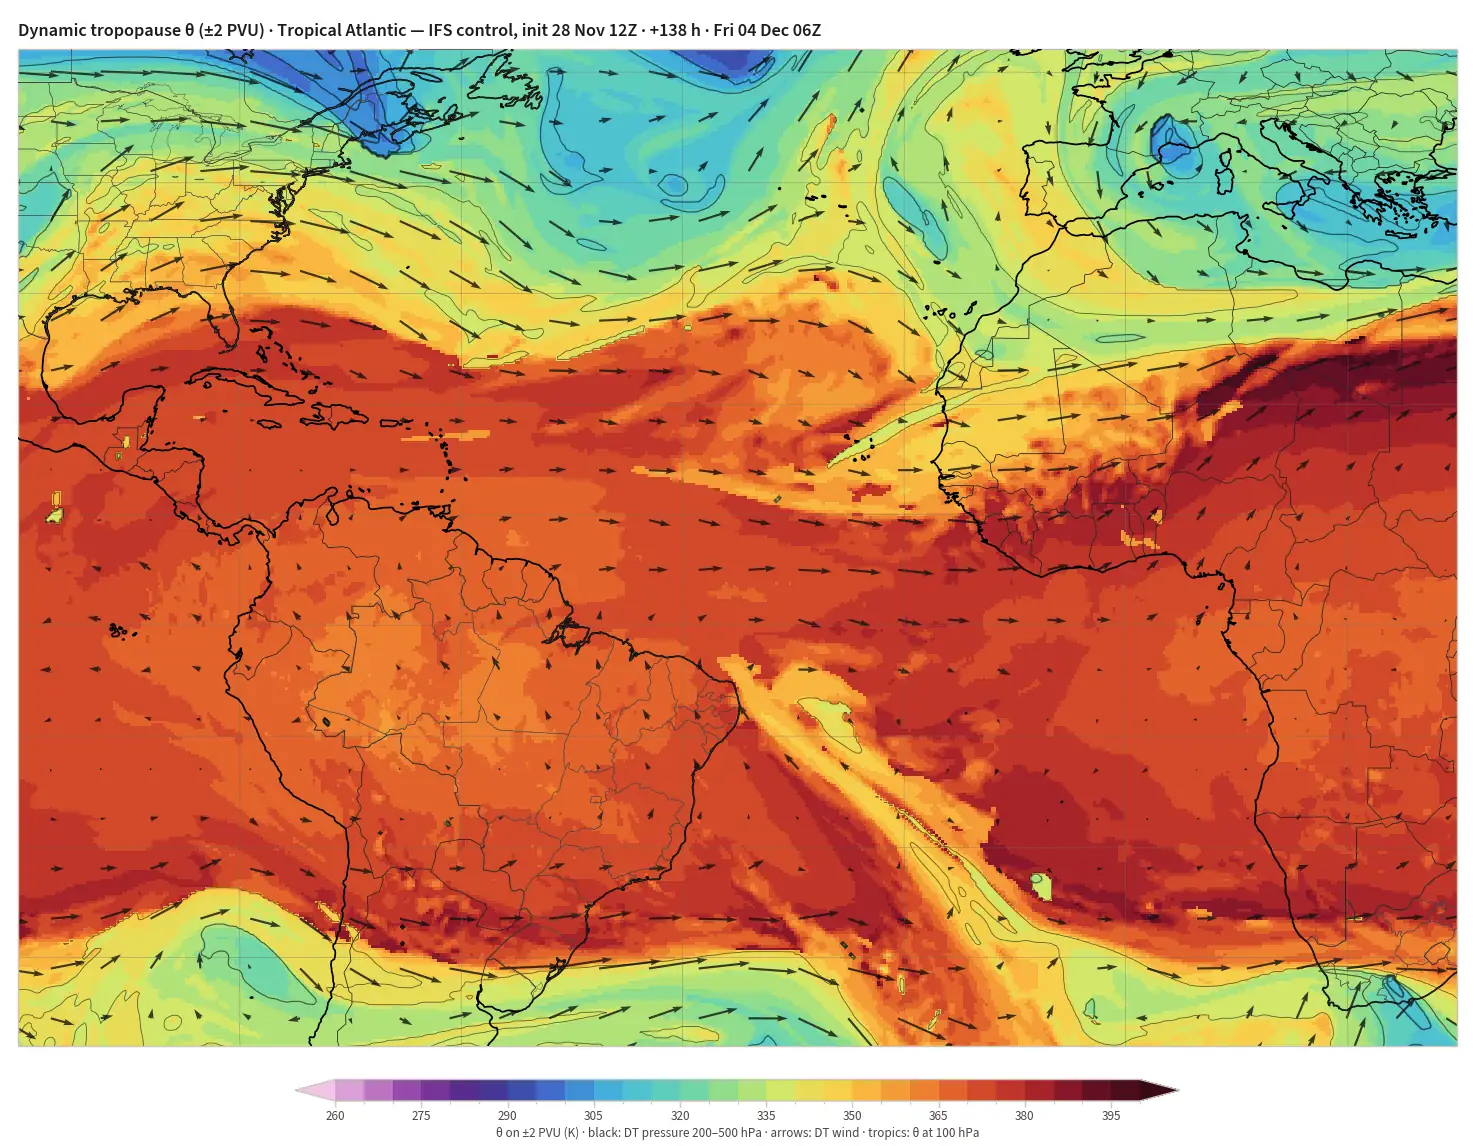 Dynamic tropopause θ (±2 PVU) · Tropical Atlantic — IFS control, init 28 Nov 12Z · +138 h · Fri 04 Dec 06Z
260 275 290 305 320 335 350 365 380 395
θ on ±2 PVU (K) · black: DT pressure 200–500 hPa · arrows: DT wind · tropics: θ at 100 hPa